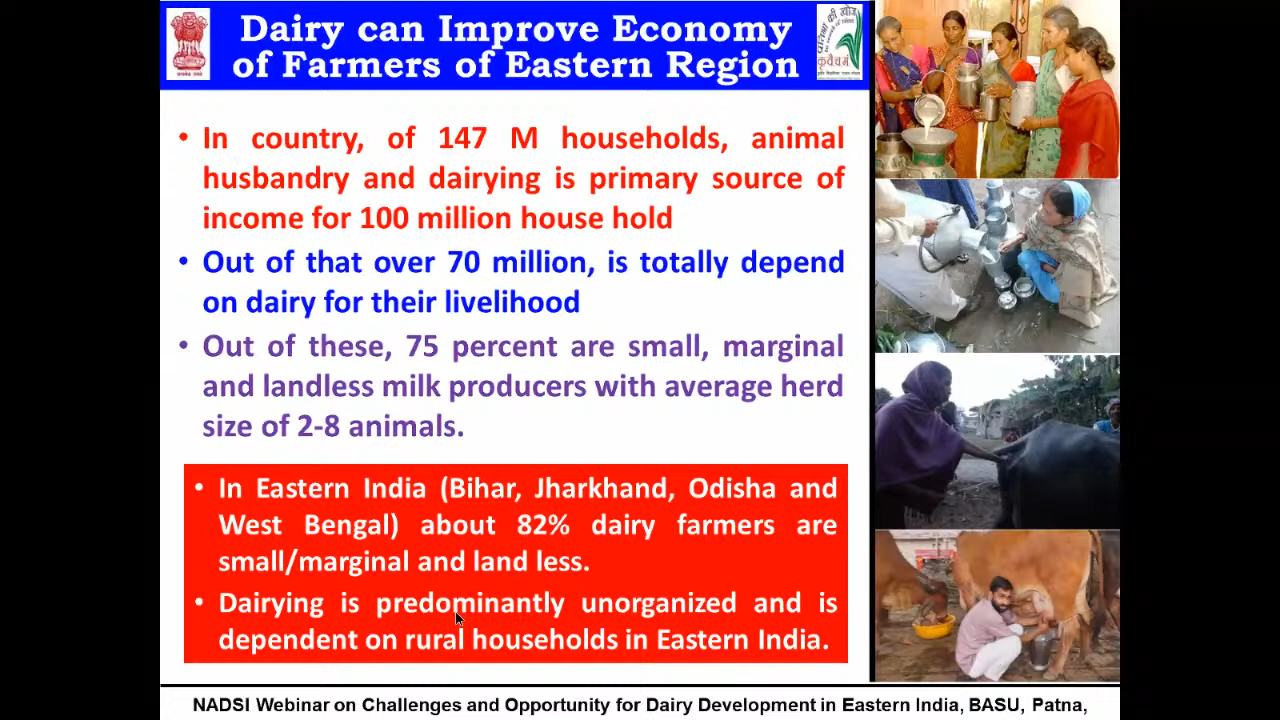 Dairy can Improve Economy
of Farmers of Eastern Region
• In country, of 147 M households, animal
husbandry and dairying is primary source of
income for 100 million house hold
• Out of that over 70 million, is totally depend
on dairy for their livelihood
• Out of these, 75 percent are small, marginal
and landless milk producers with average herd
size of 2-8 animals.
• In Eastern India (Bihar, Jharkhand, Odisha and
West Bengal) about 82% dairy farmers are
small/marginal and land less.
• Dairying is predominantly unorganized and is
dependent on rural households in Eastern India.
NADSI Webinar on Challenges and Opportunity for Dairy Development in Eastern India, BASU, Patna,